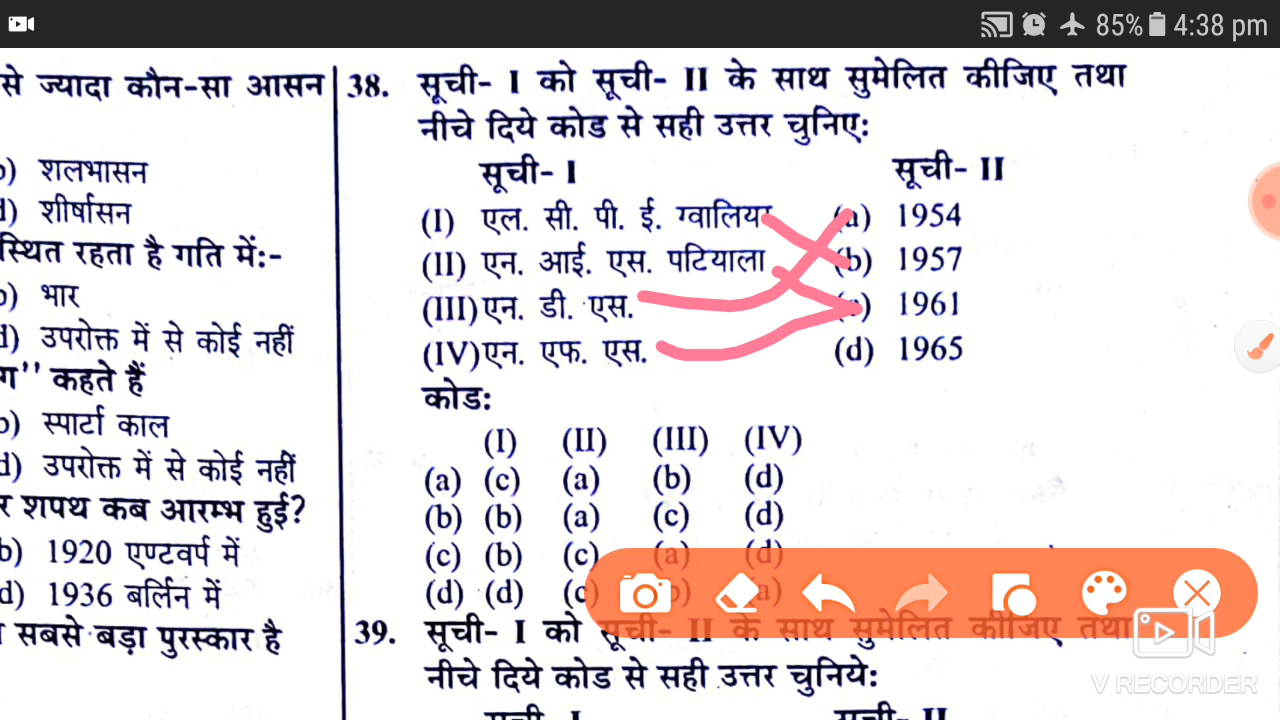 85% 4:38 pm
से ज्यादा कौन-सा आसन
शलभासन
शीर्षासन
स्थित रहता है गति में:-
भार
उपरोक्त में से कोई नहीं
ग'' कहते हैं
स्पार्टा काल
उपरोक्त में से कोई नहीं
र शपथ कब आरम्भ हुई?
b) 1920 एण्टवर्प में
d) 1936 बर्लिन में
सबसे बड़ा पुरस्कार है
38. सूची- I को सूची- II के साथ सुमेलित कीजिए तथा
नीचे दिये कोड से सही उत्तर चुनिए:
सूची- I सूची- II
(I) एल. सी. पी. ई. ग्वालिय (a) 1954
(II) एन. आई. एस. पटियाला (b) 1957
(III) एन. डी. एस. 1961
(IV) एन. एफ. एस. (d) 1965
कोड:
(I) (II) (III) (IV)
(a) (c) (a) (b) (d)
(b) (b) (a) (c) (d)
(c) (b) (c) (a) (d)
(d) (d)
39. सूची- I को सूची- II के साथ सुमेलित कीजिए तथा
नीचे दिये कोड से सही उत्तर चुनिये:
सूची- I सूची- II
V RECORDER